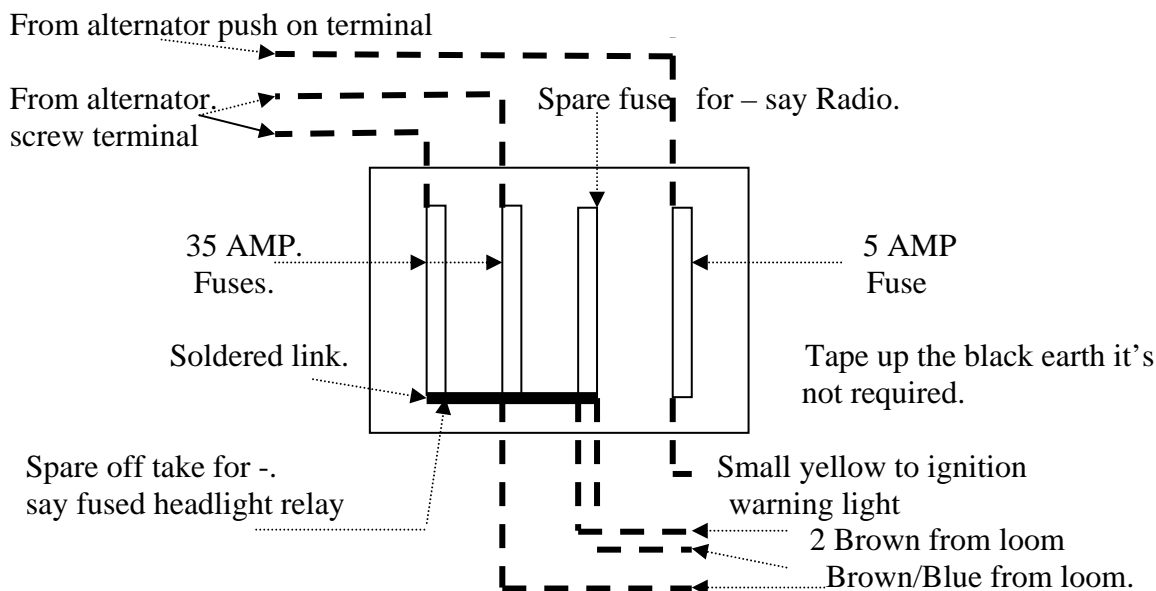 From alternator push on terminal
From alternator.
screw terminal
Spare fuse for – say Radio.
35 AMP.
Fuses.
5 AMP
Fuse
Soldered link.
Tape up the black earth it’s
not required.
Spare off take for -.
say fused headlight relay
Small yellow to ignition
warning light
2 Brown from loom
Brown/Blue from loom.